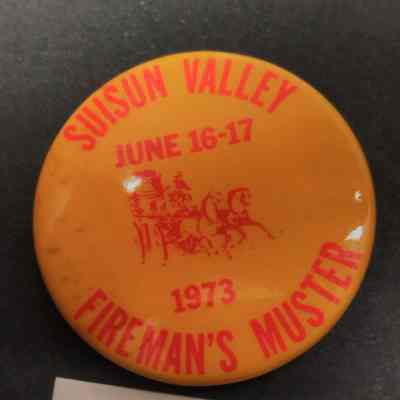 SUISUN VALLEY
JUNE 16-17
1973
FIREMAN'S MUSTER